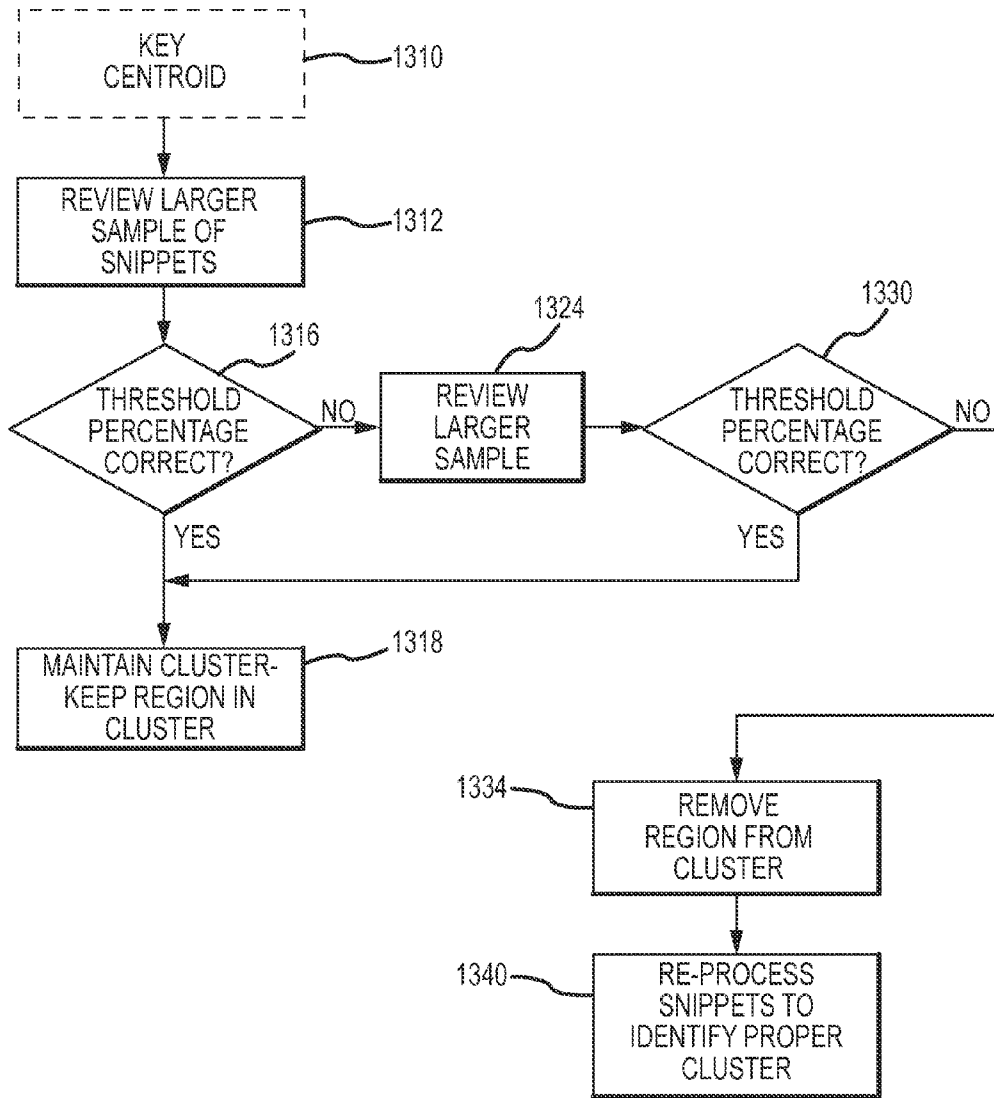 KEY
CENTROID
1310
REVIEW LARGER
SAMPLE OF
SNIPPETS
1312
1316
THRESHOLD
PERCENTAGE
CORRECT?
NO
YES
1324
REVIEW
LARGER
SAMPLE
1330
THRESHOLD
PERCENTAGE
CORRECT?
NO
YES
1318
MAINTAIN CLUSTER-
KEEP REGION IN
CLUSTER
1334
REMOVE
REGION FROM
CLUSTER
1340
RE-PROCESS
SNIPPETS TO
IDENTIFY PROPER
CLUSTER